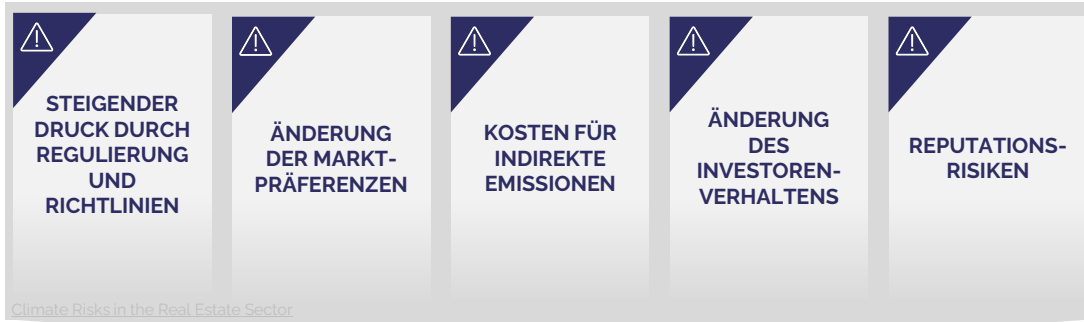 STEIGENDER
DRUCK DURCH
REGULIERUNG
UND
RICHTLINIEN
ÄNDERUNG
DER MARKT-
PRÄFERENZEN
KOSTEN FÜR
INDIREKTE
EMISSIONEN
ÄNDERUNG
DES
INVESTOREN-
VERHALTENS
REPUTATIONS-
RISIKEN
Climate Risks in the Real Estate Sector